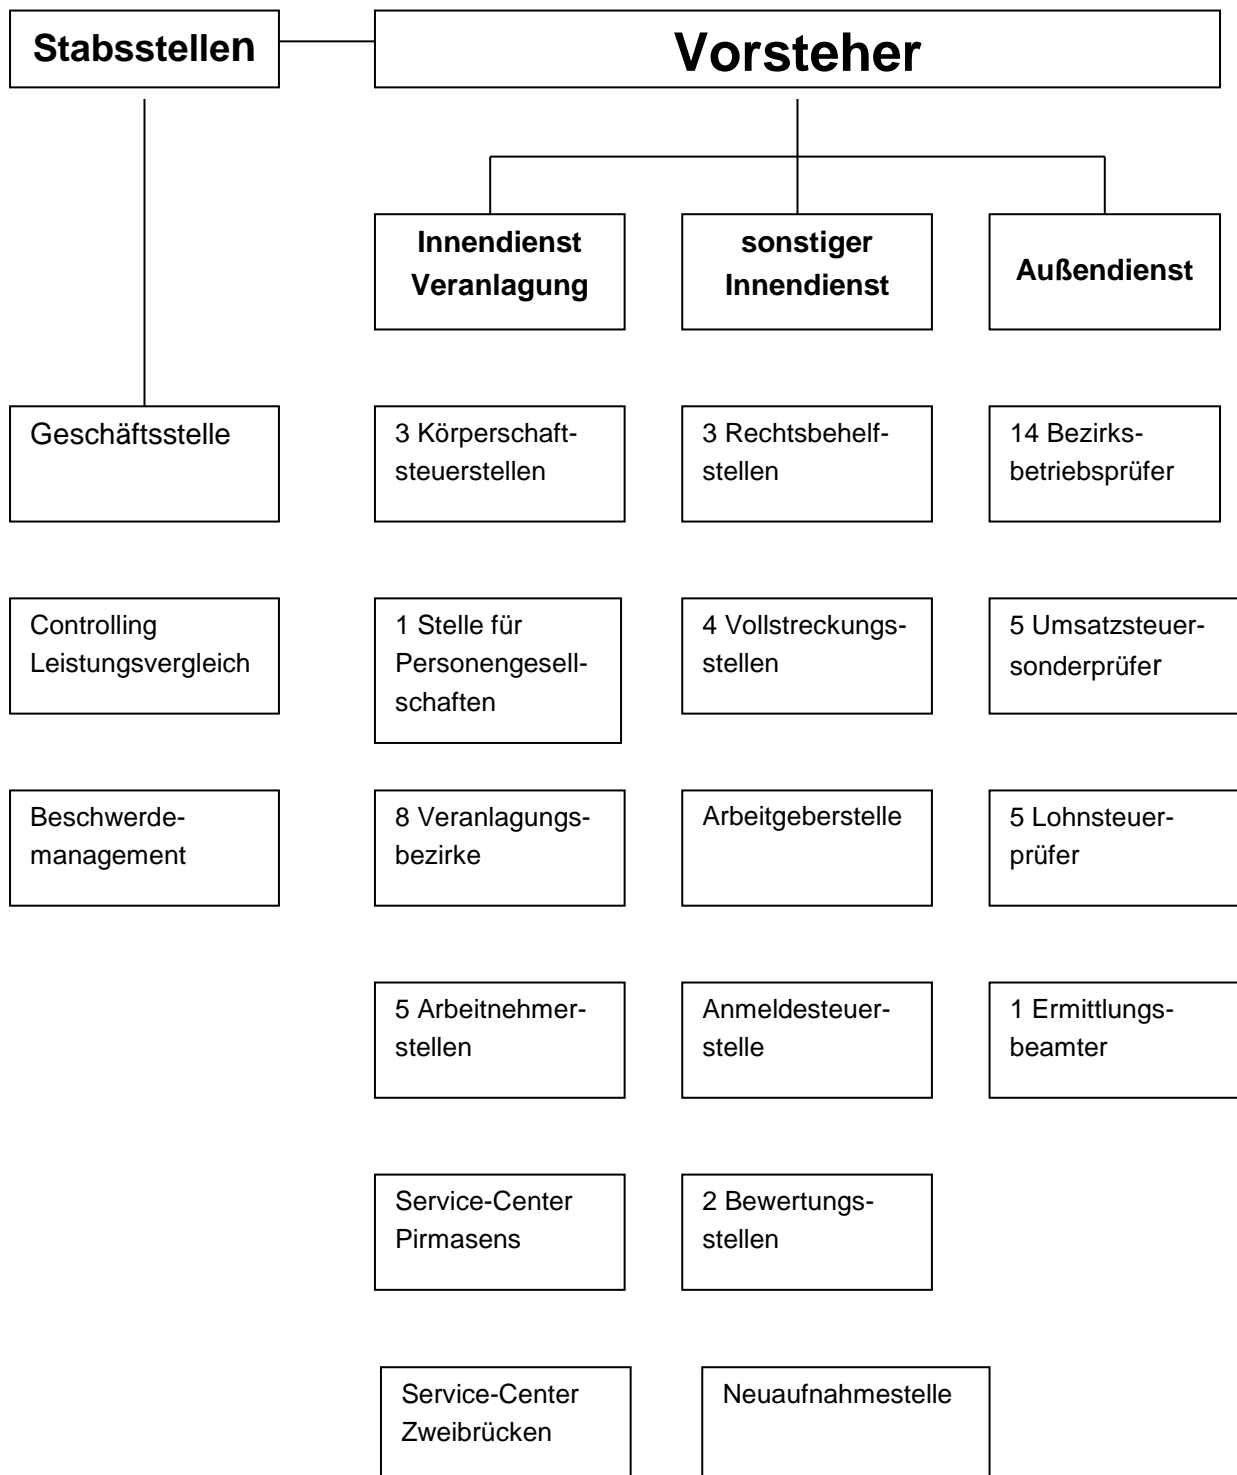 Stabsstellen
Vorsteher
Innendienst
Veranlagung
sonstiger
Innendienst
Außendienst
Geschäftsstelle
3 Körperschaft-
steuerstellen
3 Rechtsbehelf-
stellen
14 Bezirks-
betriebsprüfer
Controlling
Leistungsvergleich
1 Stelle für
Personengesell-
schaften
4 Vollstreckungs-
stellen
5 Umsatzsteuer-
sonderprüfer
Beschwerde-
management
8 Veranlagungs-
bezirke
Arbeitgeberstelle
5 Lohnsteuer-
prüfer
5 Arbeitnehmer-
stellen
Anmeldesteuer-
stelle
1 Ermittlungs-
beamter
Service-Center
Pirmasens
2 Bewertungs-
stellen
Service-Center
Zweibrücken
Neuaufnahmestelle